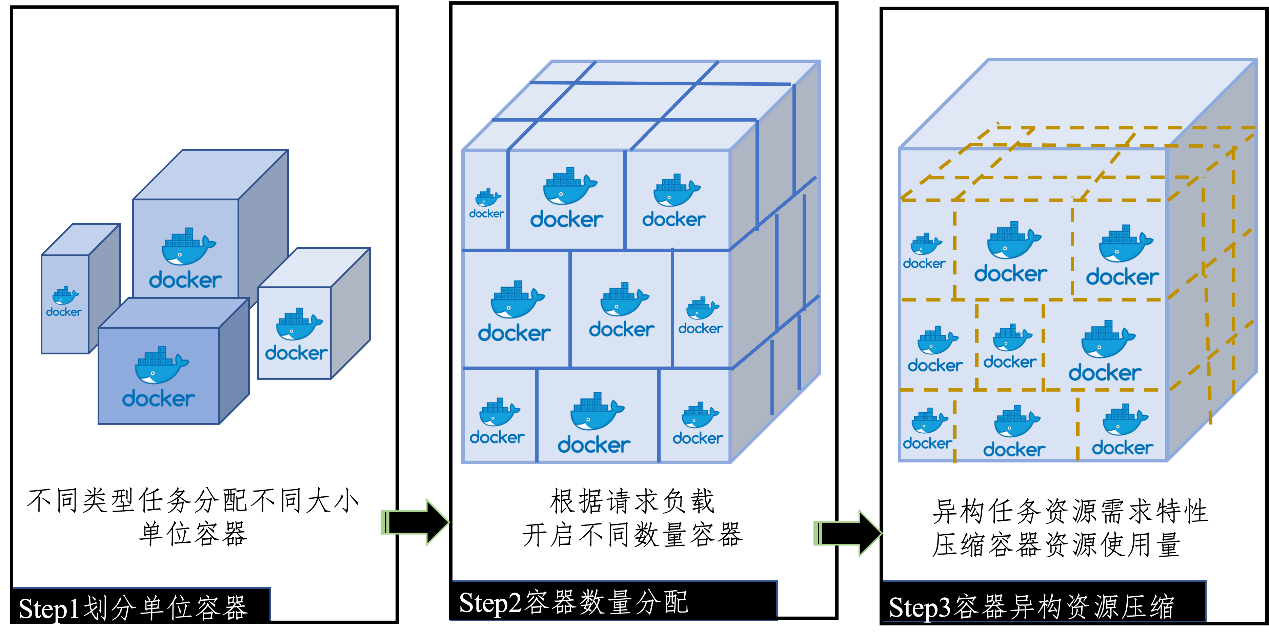 docker
docker
docker
docker
不同类型任务分配不同大小
单位容器
Step1划分单位容器
docker
docker
docker
docker
docker
docker
docker
docker
docker
根据请求负载
开启不同数量容器
Step2容器数量分配
docker
docker
docker
docker
docker
docker
docker
docker
docker
异构任务资源需求特性
压缩容器资源使用量
Step3容器异构资源压缩